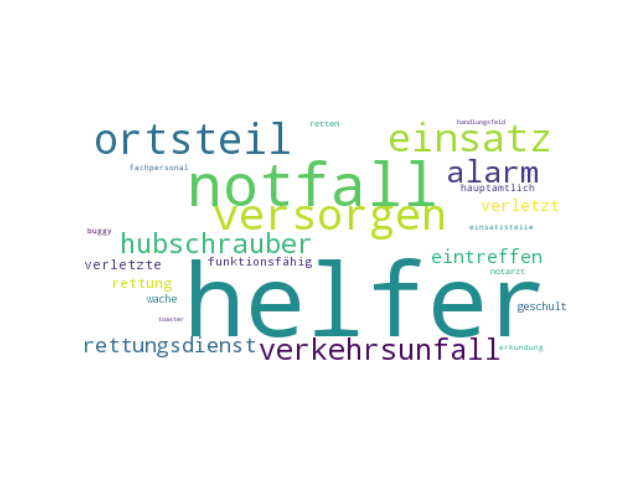 handlungsfeld
retten
ortsteil
einsatz
fachpersonal
notfall
alarm
hauptamtlich
versorgen
verletzt
einsatzstelle
buggy
hubschrauber
eintreffen
verletzte
funktionsfähig
helfer
notarzt
rettung
wache
geschult
toaster
rettungsdienst
verkehrsunfall
erkundung